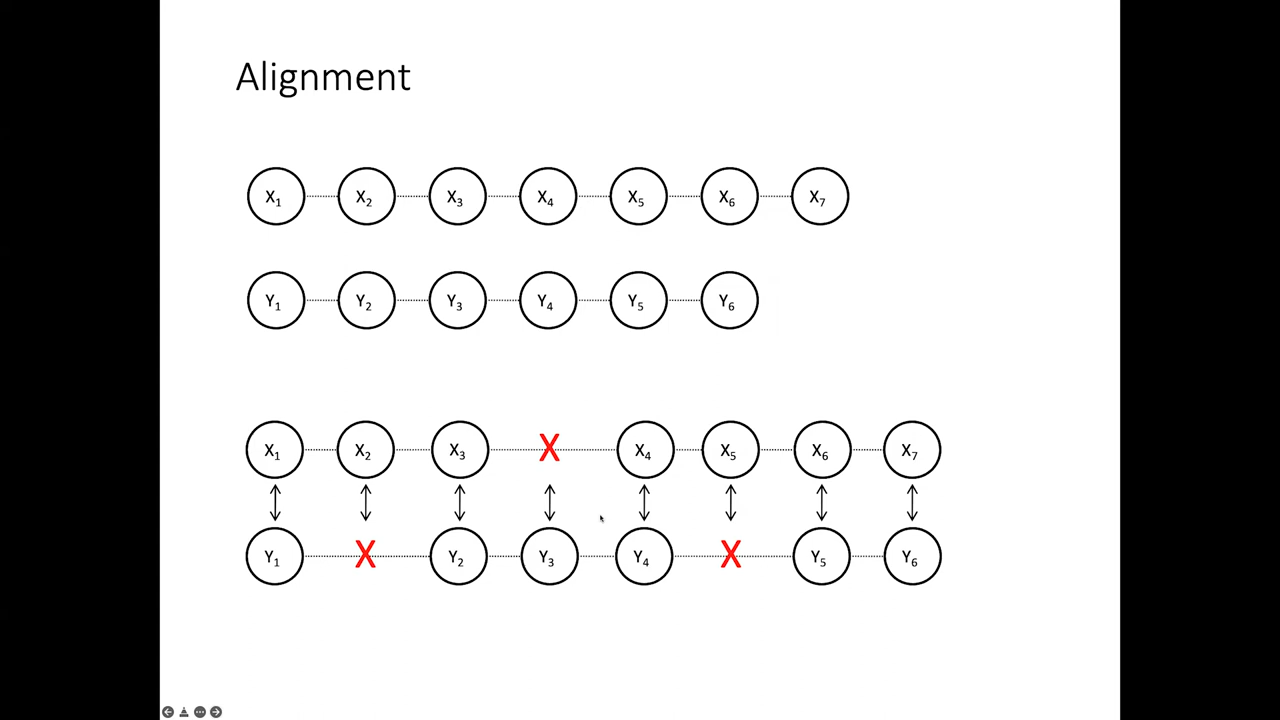 Alignment
X₁ X₂ X₃ X₄ X₅ X₆ X₇
Y₁ Y₂ Y₃ Y₄ Y₅ Y₆
X₁ X₂ X₃ X X₄ X₅ X₆ X₇
Y₁ X Y₂ Y₃ Y₄ X Y₅ Y₆